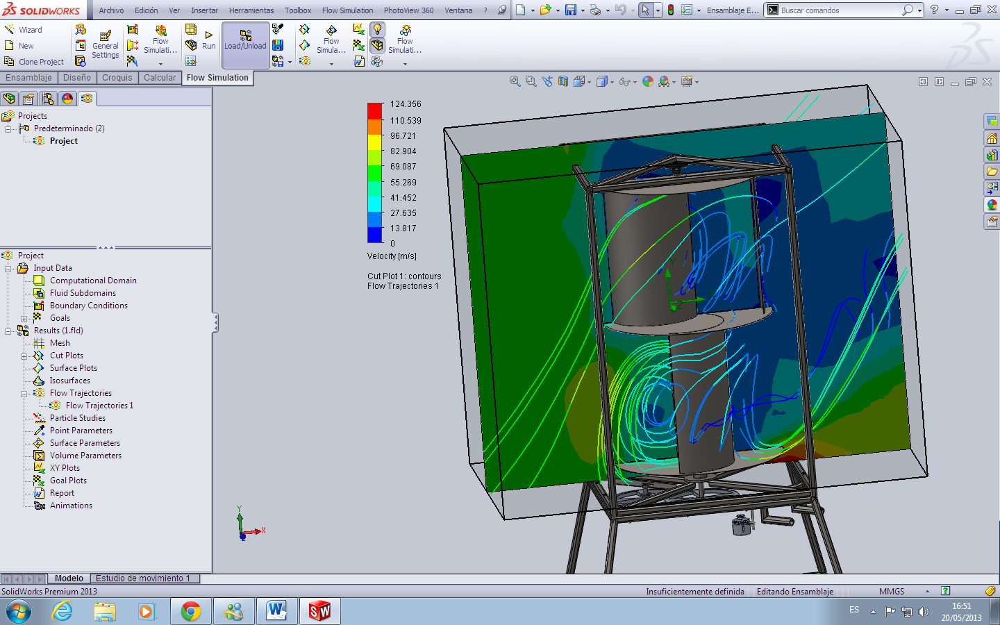 SOLIDWORKS
Archivo Edición Ver Insertar Herramientas Toolbox Flow Simulation PhotoView 360 Ventana ?
Ensamblaje E...
Buscar comandos
Wizard
New
Clone Project
General Settings
Flow Simulati...
Run
Load/Unload
Flow Simula...
Flow Simulati...
Ensamblaje Diseño Croquis Calcular Flow Simulation
Projects
Predeterminado (2)
Project
Project
Input Data
Computational Domain
Fluid Subdomains
Boundary Conditions
Goals
Results (1.fld)
Mesh
Cut Plots
Surface Plots
Isosurfaces
Flow Trajectories
Flow Trajectories 1
Particle Studies
Point Parameters
Surface Parameters
Volume Parameters
XY Plots
Goal Plots
Report
Animations
124.356
110.539
96.721
82.904
69.087
55.269
41.452
27.635
13.817
0
Velocity [m/s]
Cut Plot 1: contours
Flow Trajectories 1
Y
Z
Y
X
Modelo Estudio de movimiento 1
SolidWorks Premium 2013
Insuficientemente definida Editando Ensamblaje MMGS
ES
16:51
20/05/2013